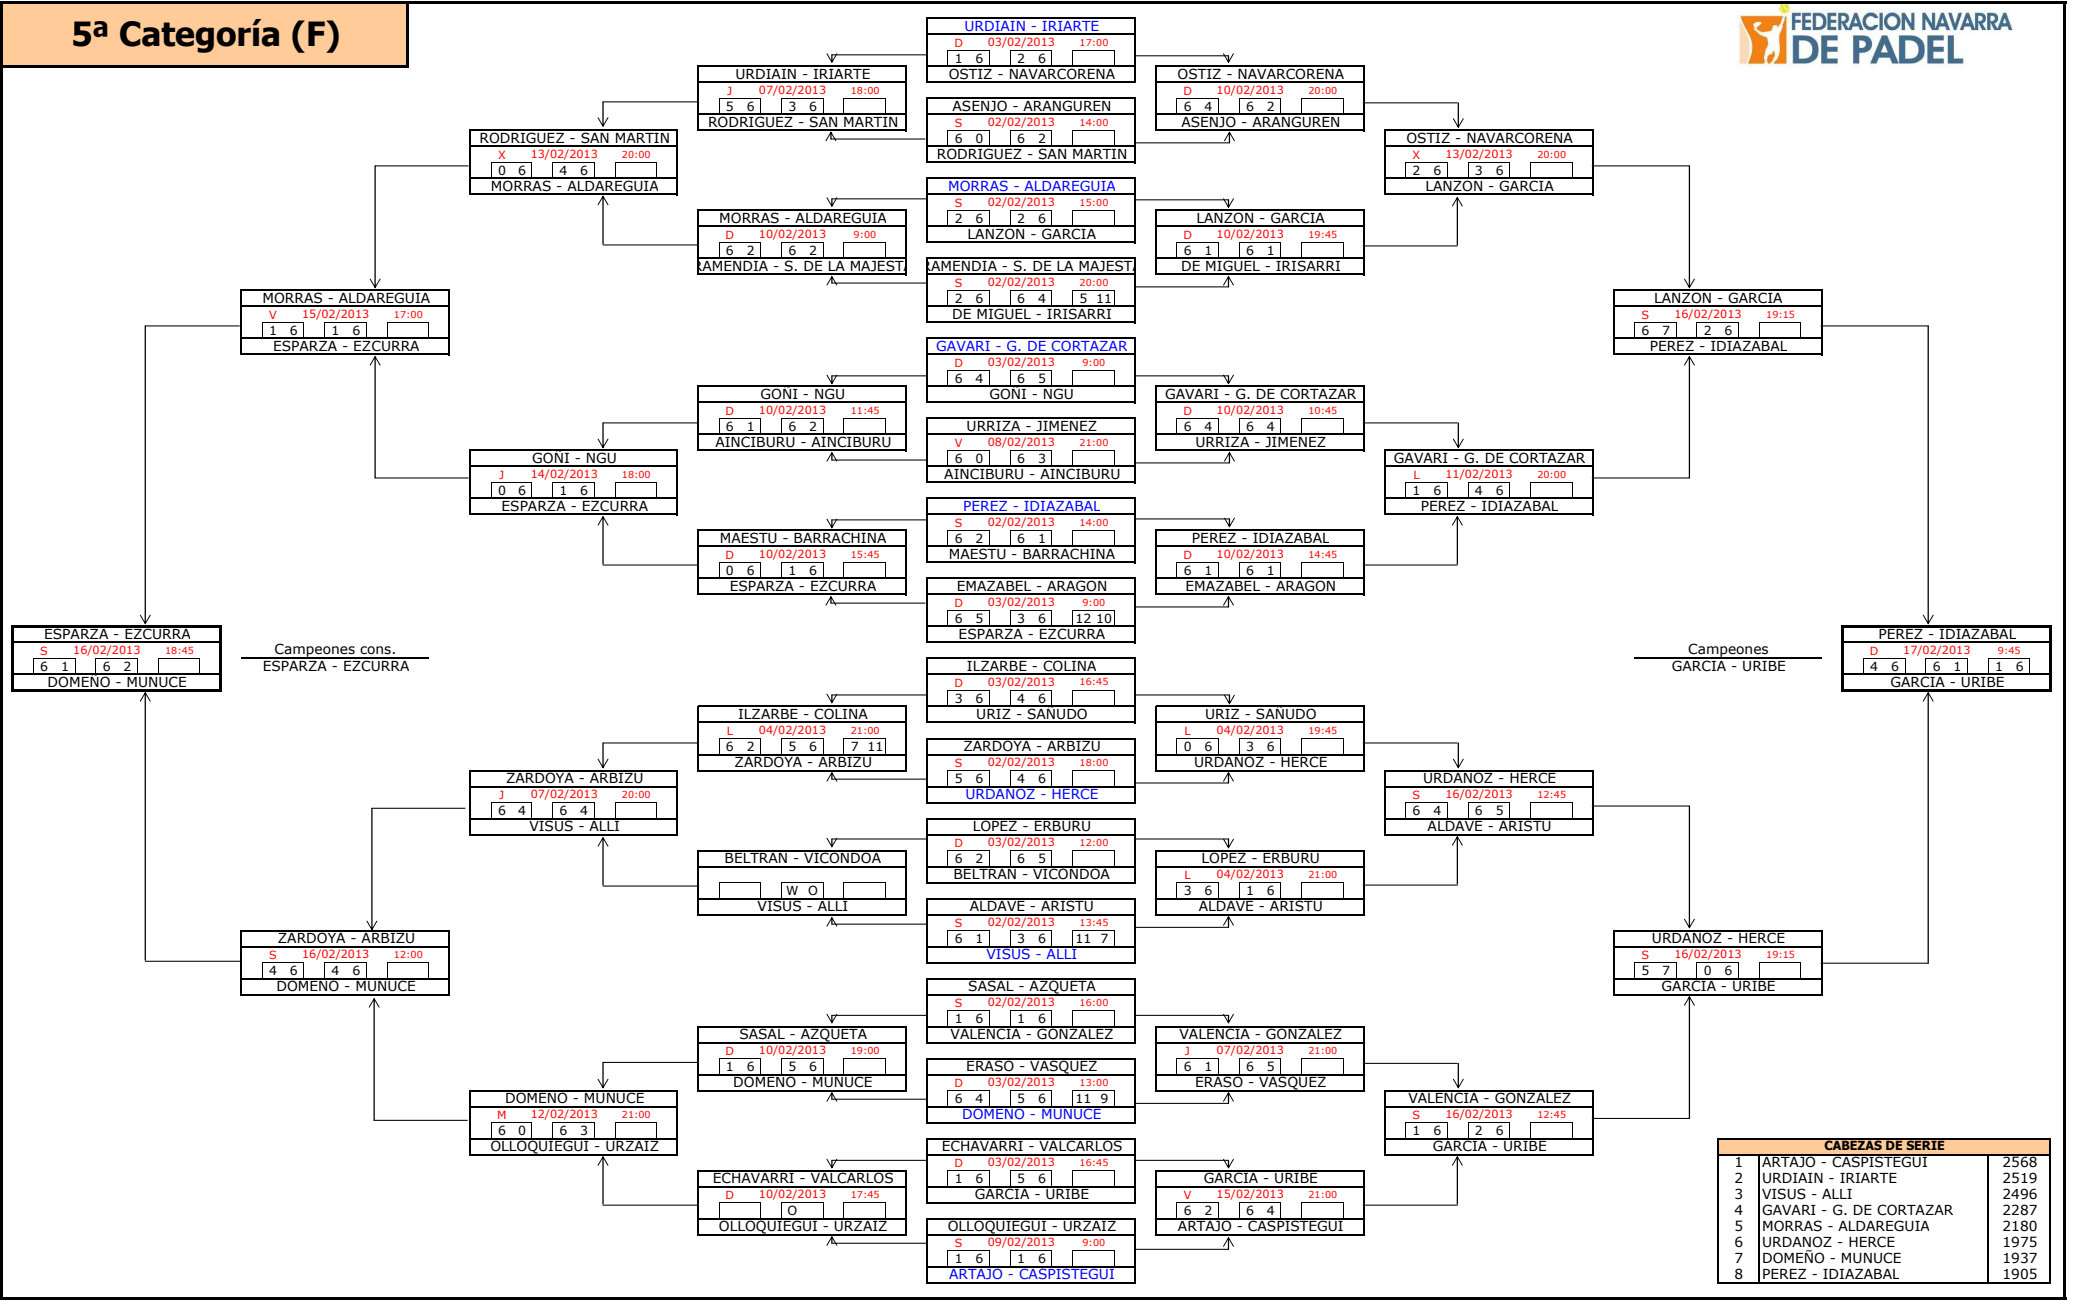 5ª Categoría (F)
FEDERACION NAVARRA
DE PADEL
URDIAIN - IRIARTE
D 03/02/2013 17:00
1 6 2 6
OSTIZ - NAVARCORENA
ASENJO - ARANGUREN
S 02/02/2013 14:00
6 0 6 2
RODRIGUEZ - SAN MARTIN
MORRAS - ALDAREGUIA
S 02/02/2013 15:00
2 6 2 6
LANZON - GARCIA
RAMENDIA - S. DE LA MAJEST
S 02/02/2013 20:00
2 6 6 4 5 11
DE MIGUEL - IRISARRI
GAVARI - G. DE CORTAZAR
D 03/02/2013 9:00
6 4 6 5
GOÑI - NGU
URRIZA - JIMENEZ
V 08/02/2013 21:00
6 0 6 3
AINCIBURU - AINCIBURU
PEREZ - IDIAZABAL
S 02/02/2013 14:00
6 2 6 1
MAESTU - BARRACHINA
EMAZABEL - ARAGON
D 03/02/2013 9:00
6 5 3 6 12 10
ESPARZA - EZCURRA
ILZARBE - COLINA
D 03/02/2013 16:45
3 6 4 6
URIZ - SAÑUDO
ZARDOYA - ARBIZU
S 02/02/2013 18:00
5 6 4 6
URDANOZ - HERCE
LOPEZ - ERBURU
D 03/02/2013 12:00
6 2 6 5
BELTRAN - VICONDOA
ALDAVE - ARISTU
S 02/02/2013 13:45
6 1 3 6 11 7
VISUS - ALLI
SASAL - AZQUETA
S 02/02/2013 16:00
1 6 1 6
VALENCIA - GONZALEZ
ERASO - VASQUEZ
D 03/02/2013 13:00
6 4 5 6 11 9
DOMEÑO - MUNUCE
ECHAVARRI - VALCARLOS
D 03/02/2013 16:45
1 6 5 6
GARCIA - URIBE
OLLOQUIEGUI - URZAIZ
S 09/02/2013 9:00
1 6 1 6
ARTAJO - CASPISTEGUI
URDIAIN - IRIARTE
J 07/02/2013 18:00
5 6 3 6
RODRIGUEZ - SAN MARTIN
MORRAS - ALDAREGUIA
D 10/02/2013 9:00
6 2 6 2
RAMENDIA - S. DE LA MAJEST
GOÑI - NGU
D 10/02/2013 11:45
6 1 6 2
AINCIBURU - AINCIBURU
MAESTU - BARRACHINA
D 10/02/2013 15:45
0 6 1 6
ESPARZA - EZCURRA
ILZARBE - COLINA
L 04/02/2013 21:00
6 2 5 6 7 11
ZARDOYA - ARBIZU
BELTRAN - VICONDOA
W O
VISUS - ALLI
SASAL - AZQUETA
D 10/02/2013 19:00
1 6 5 6
DOMEÑO - MUNUCE
ECHAVARRI - VALCARLOS
D 10/02/2013 17:45
O
OLLOQUIEGUI - URZAIZ
RODRIGUEZ - SAN MARTIN
X 13/02/2013 20:00
0 6 4 6
MORRAS - ALDAREGUIA
GOÑI - NGU
J 14/02/2013 18:00
0 6 1 6
ESPARZA - EZCURRA
ZARDOYA - ARBIZU
J 07/02/2013 20:00
6 4 6 4
VISUS - ALLI
DOMEÑO - MUNUCE
M 12/02/2013 21:00
6 0 6 3
OLLOQUIEGUI - URZAIZ
MORRAS - ALDAREGUIA
V 15/02/2013 17:00
1 6 1 6
ESPARZA - EZCURRA
ZARDOYA - ARBIZU
S 16/02/2013 12:00
4 6 4 6
DOMEÑO - MUNUCE
ESPARZA - EZCURRA
S 16/02/2013 18:45
6 1 6 2
DOMEÑO - MUNUCE
Campeones cons.
ESPARZA - EZCURRA
OSTIZ - NAVARCORENA
D 10/02/2013 20:00
6 4 6 2
ASENJO - ARANGUREN
LANZON - GARCIA
D 10/02/2013 19:45
6 1 6 1
DE MIGUEL - IRISARRI
GAVARI - G. DE CORTAZAR
D 10/02/2013 10:45
6 4 6 4
URRIZA - JIMENEZ
PEREZ - IDIAZABAL
D 10/02/2013 14:45
6 1 6 1
EMAZABEL - ARAGON
URIZ - SAÑUDO
L 04/02/2013 19:45
0 6 3 6
URDANOZ - HERCE
LOPEZ - ERBURU
L 04/02/2013 21:00
3 6 1 6
ALDAVE - ARISTU
VALENCIA - GONZALEZ
J 07/02/2013 21:00
6 1 6 5
ERASO - VASQUEZ
GARCIA - URIBE
V 15/02/2013 21:00
6 2 6 4
ARTAJO - CASPISTEGUI
OSTIZ - NAVARCORENA
X 13/02/2013 20:00
2 6 3 6
LANZON - GARCIA
GAVARI - G. DE CORTAZAR
L 11/02/2013 20:00
1 6 4 6
PEREZ - IDIAZABAL
URDANOZ - HERCE
S 16/02/2013 12:45
6 4 6 5
ALDAVE - ARISTU
VALENCIA - GONZALEZ
S 16/02/2013 12:45
1 6 2 6
GARCIA - URIBE
LANZON - GARCIA
S 16/02/2013 19:15
6 7 2 6
PEREZ - IDIAZABAL
URDANOZ - HERCE
S 16/02/2013 19:15
5 7 0 6
GARCIA - URIBE
Campeones
GARCIA - URIBE
PEREZ - IDIAZABAL
D 17/02/2013 9:45
4 6 6 1 1 6
GARCIA - URIBE
CABEZAS DE SERIE
1 ARTAJO - CASPISTEGUI 2568
2 URDIAIN - IRIARTE 2519
3 VISUS - ALLI 2496
4 GAVARI - G. DE CORTAZAR 2287
5 MORRAS - ALDAREGUIA 2180
6 URDANOZ - HERCE 1975
7 DOMEÑO - MUNUCE 1937
8 PEREZ - IDIAZABAL 1905